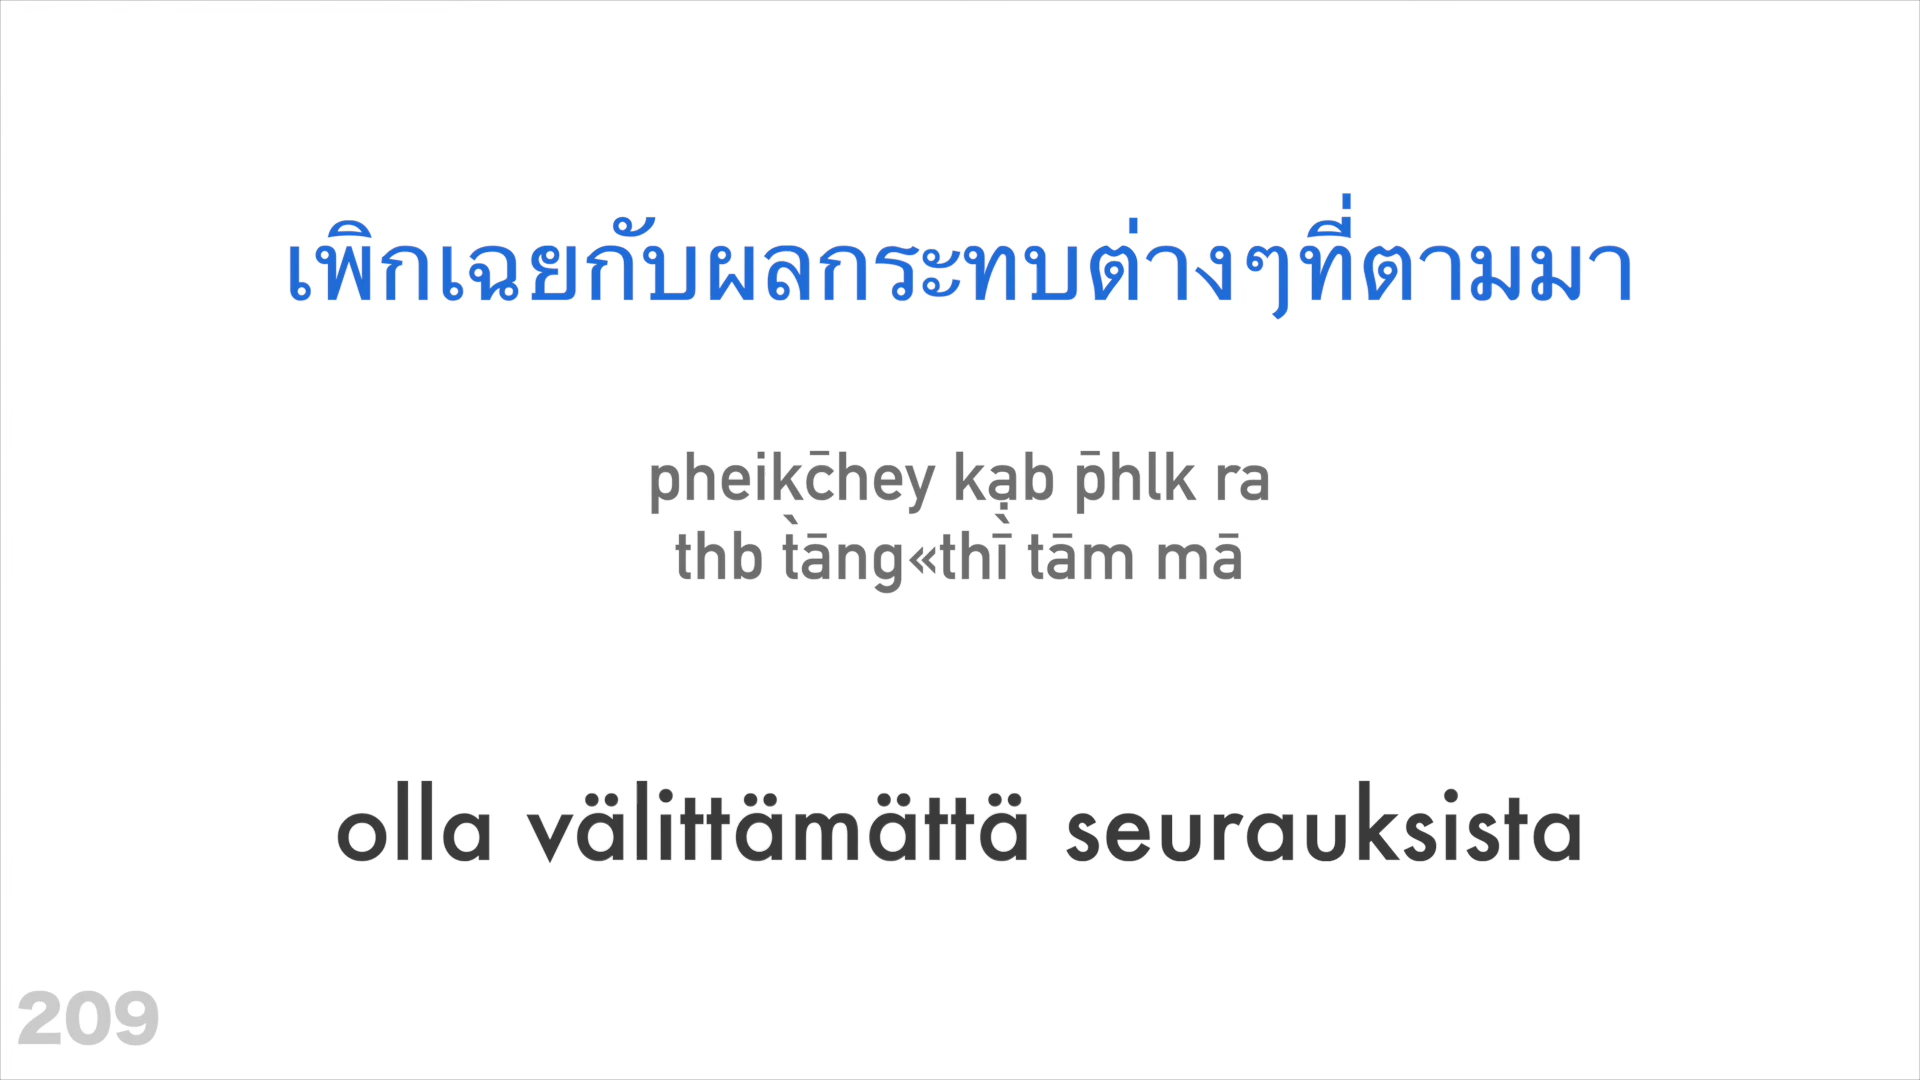 เพิกเฉยกับผลกระทบต่างๆที่ตามมา
pheikc̄hey kạb p̄hlk ra
thb t̀āng«thī̀ tām mā
olla välittämättä seurauksista
209